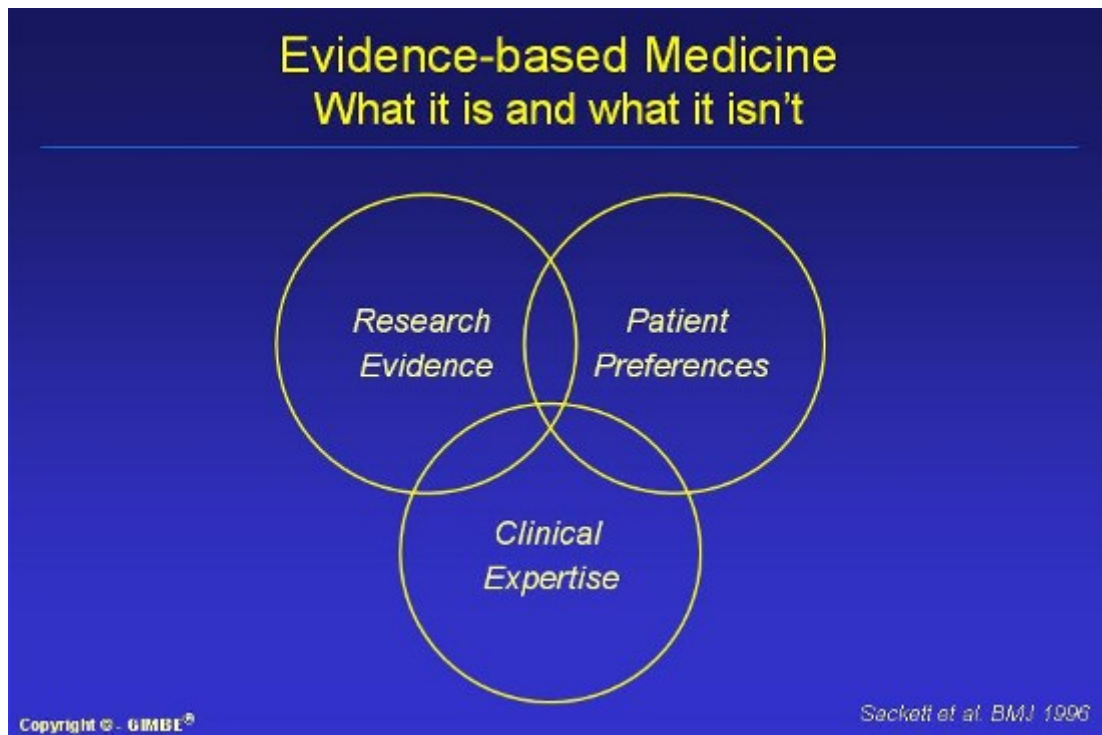 Evidence-based Medicine
What it is and what it isn't
Research
Evidence
Patient
Preferences
Clinical
Expertise
Copyright © - GIMBE®
Sackett et al. BMJ 1996